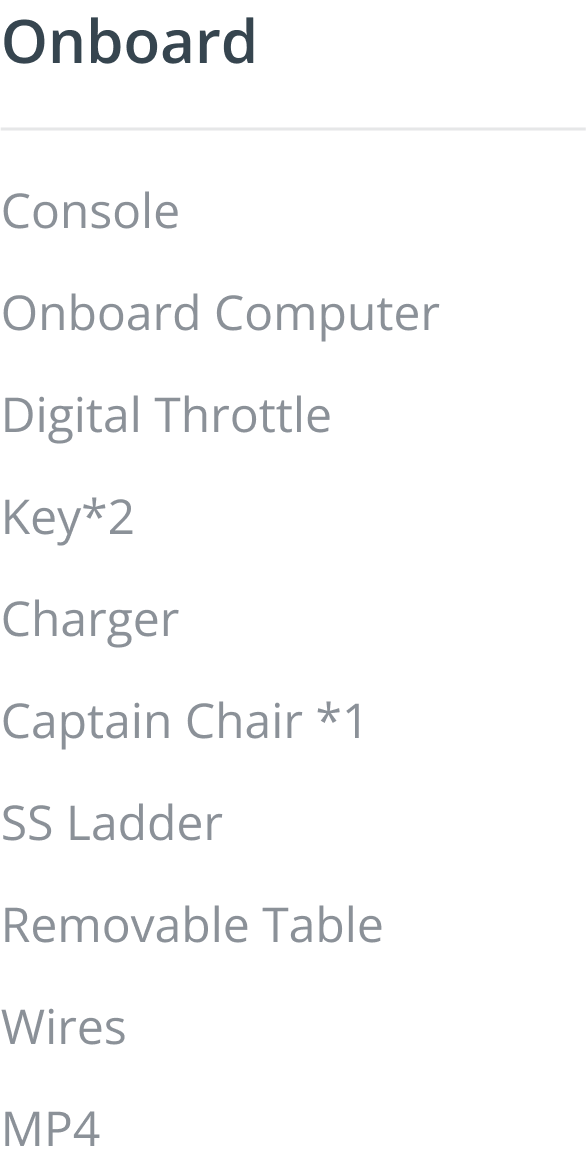 Onboard
Console
Onboard Computer
Digital Throttle
Key*2
Charger
Captain Chair *1
SS Ladder
Removable Table
Wires
MP4